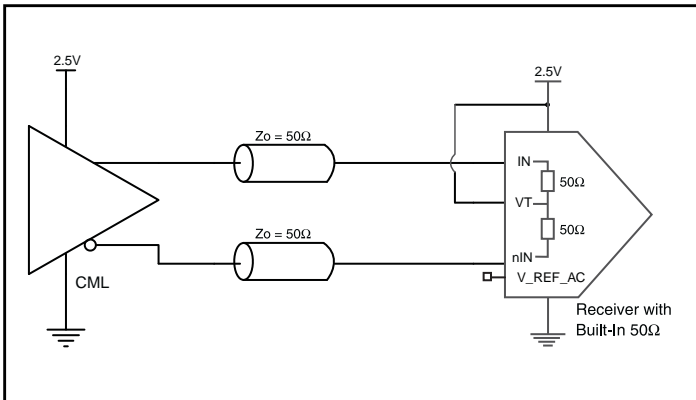 2.5V
2.5V
Zo = 50Ω
IN
50Ω
VT
50Ω
Zo = 50Ω
nIN
V_REF_AC
CML
Receiver with
Built-In 50Ω